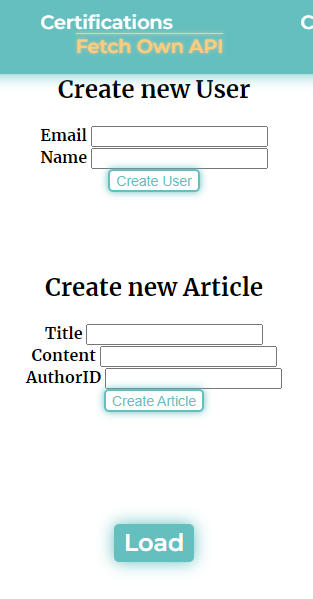 Certifications
C
Fetch Own API
Create new User
Email
Name
Create User
Create new Article
Title
Content
AuthorID
Create Article
Load